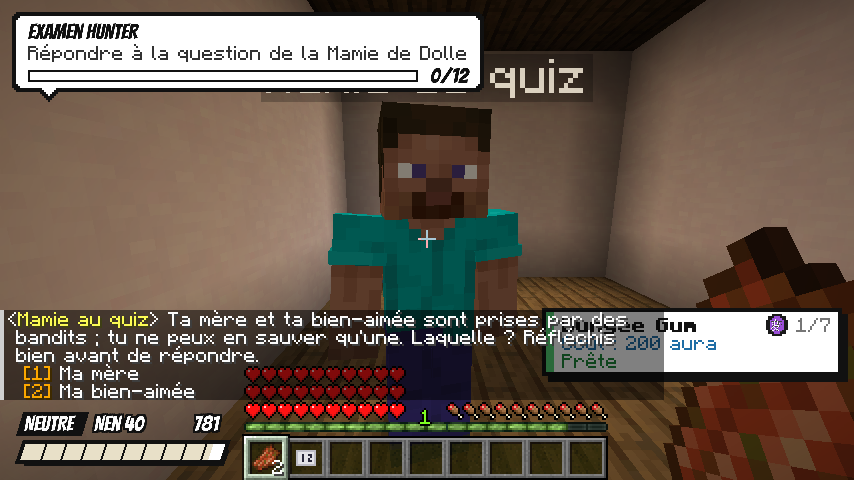 EXAMEN HUNTER
Répondre à la question de la Mamie de Dolle
0/12
quiz
<Mamie au quiz> Ta mère et ta bien-aimée sont prises par des
bandits ; tu ne peux en sauver qu'une. Laquelle ? Réfléchis
bien avant de répondre.
[1] Ma mère
[2] Ma bien-aimée
Gum
1/7
200 aura
Prête
NEUTRE
NEN 40
781
1
2
12